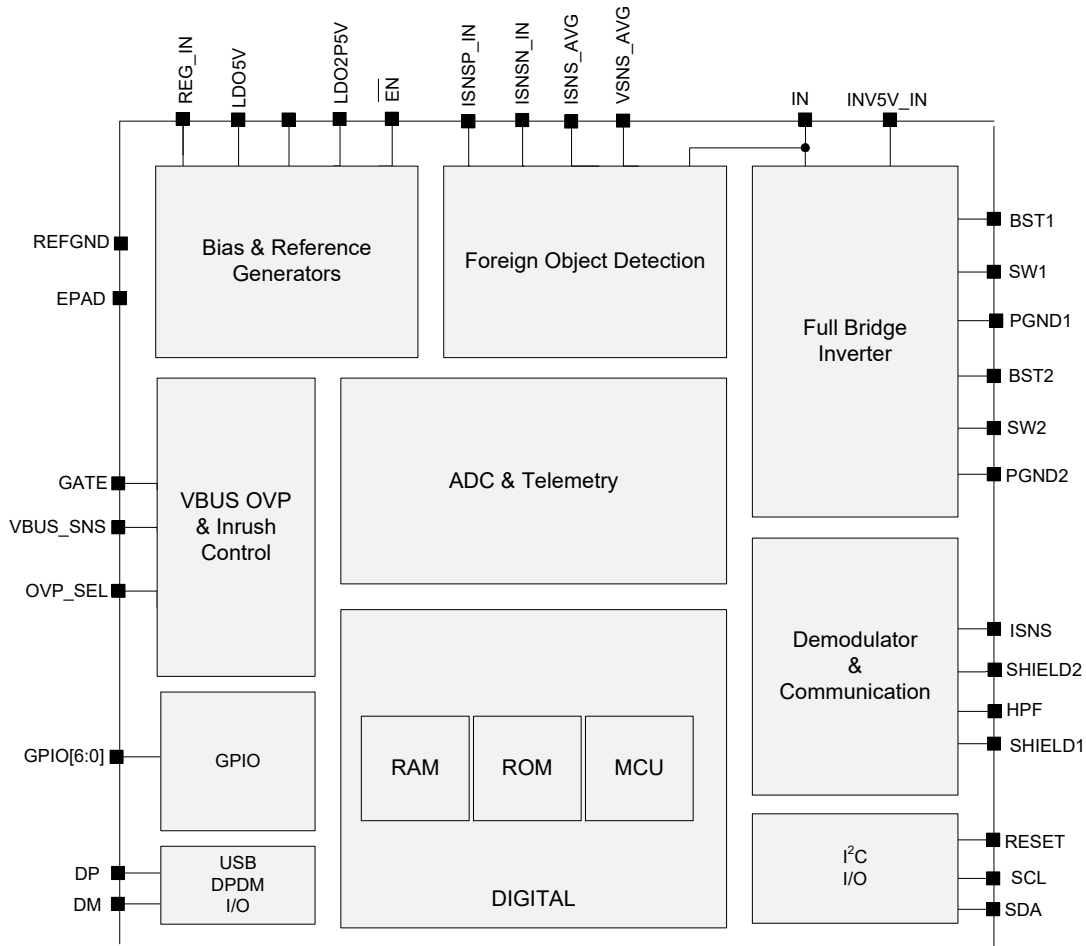 REG_IN
LDO5V
LDO2P5V
EN
ISNSP_IN
ISNSN_IN
ISNS_AVG
VSNS_AVG
IN
INV5V_IN
REFGND
EPAD
Bias & Reference
Generators
Foreign Object Detection
Full Bridge
Inverter
BST1
SW1
PGND1
BST2
SW2
PGND2
GATE
VBUS_SNS
OVP_SEL
VBUS OVP
& Inrush
Control
ADC & Telemetry
Demodulator
&
Communication
ISNS
SHIELD2
HPF
SHIELD1
GPIO[6:0]
GPIO
RAM
ROM
MCU
DIGITAL
DP
DM
USB
DPDM
I/O
I²C
I/O
RESET
SCL
SDA